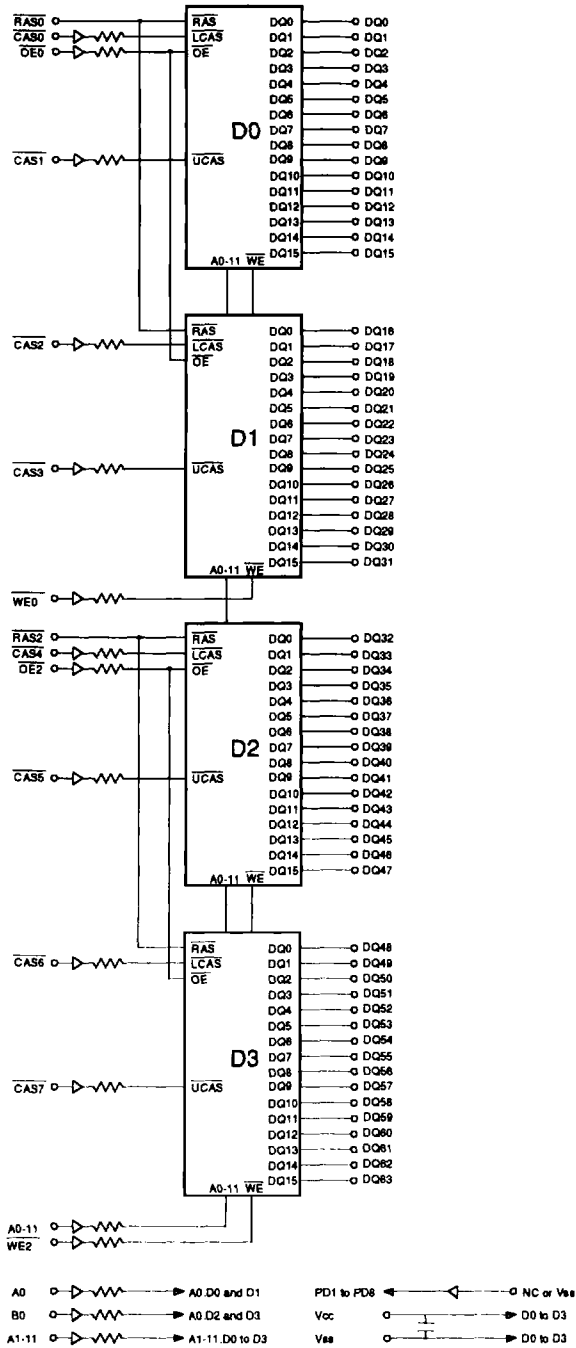 RAS0 RAS DQ0 DQ0
CAS0 LCAS DQ1 DQ1
OE0 OE DQ2 DQ2
DQ3 DQ3
DQ4 DQ4
DQ5 DQ5
DQ6 DQ6
D0 DQ7 DQ7
DQ8 DQ8
CAS1 UCAS DQ9 DQ9
DQ10 DQ10
DQ11 DQ11
DQ12 DQ12
DQ13 DQ13
DQ14 DQ14
DQ15 DQ15
A0-11 WE
RAS DQ0 DQ16
CAS2 LCAS DQ1 DQ17
OE DQ2 DQ18
DQ3 DQ19
DQ4 DQ20
DQ5 DQ21
DQ6 DQ22
D1 DQ7 DQ23
DQ8 DQ24
CAS3 UCAS DQ9 DQ25
DQ10 DQ26
DQ11 DQ27
DQ12 DQ28
DQ13 DQ29
DQ14 DQ30
DQ15 DQ31
A0-11 WE
WE0
RAS2 RAS DQ0 DQ32
CAS4 LCAS DQ1 DQ33
OE2 OE DQ2 DQ34
DQ3 DQ35
DQ4 DQ36
DQ5 DQ37
DQ6 DQ38
D2 DQ7 DQ39
DQ8 DQ40
CAS5 UCAS DQ9 DQ41
DQ10 DQ42
DQ11 DQ43
DQ12 DQ44
DQ13 DQ45
DQ14 DQ46
DQ15 DQ47
A0-11 WE
RAS DQ0 DQ48
CAS6 LCAS DQ1 DQ49
OE DQ2 DQ50
DQ3 DQ51
DQ4 DQ52
DQ5 DQ53
DQ6 DQ54
D3 DQ7 DQ55
DQ8 DQ56
CAS7 UCAS DQ9 DQ57
DQ10 DQ58
DQ11 DQ59
DQ12 DQ60
DQ13 DQ61
DQ14 DQ62
DQ15 DQ63
A0-11 WE
A0-11
WE2
A0 A0.D0 and D1 PD1 to PD8 NC or Vss
B0 A0.D2 and D3 Vcc D0 to D3
A1-11 A1-11.D0 to D3 Vss D0 to D3